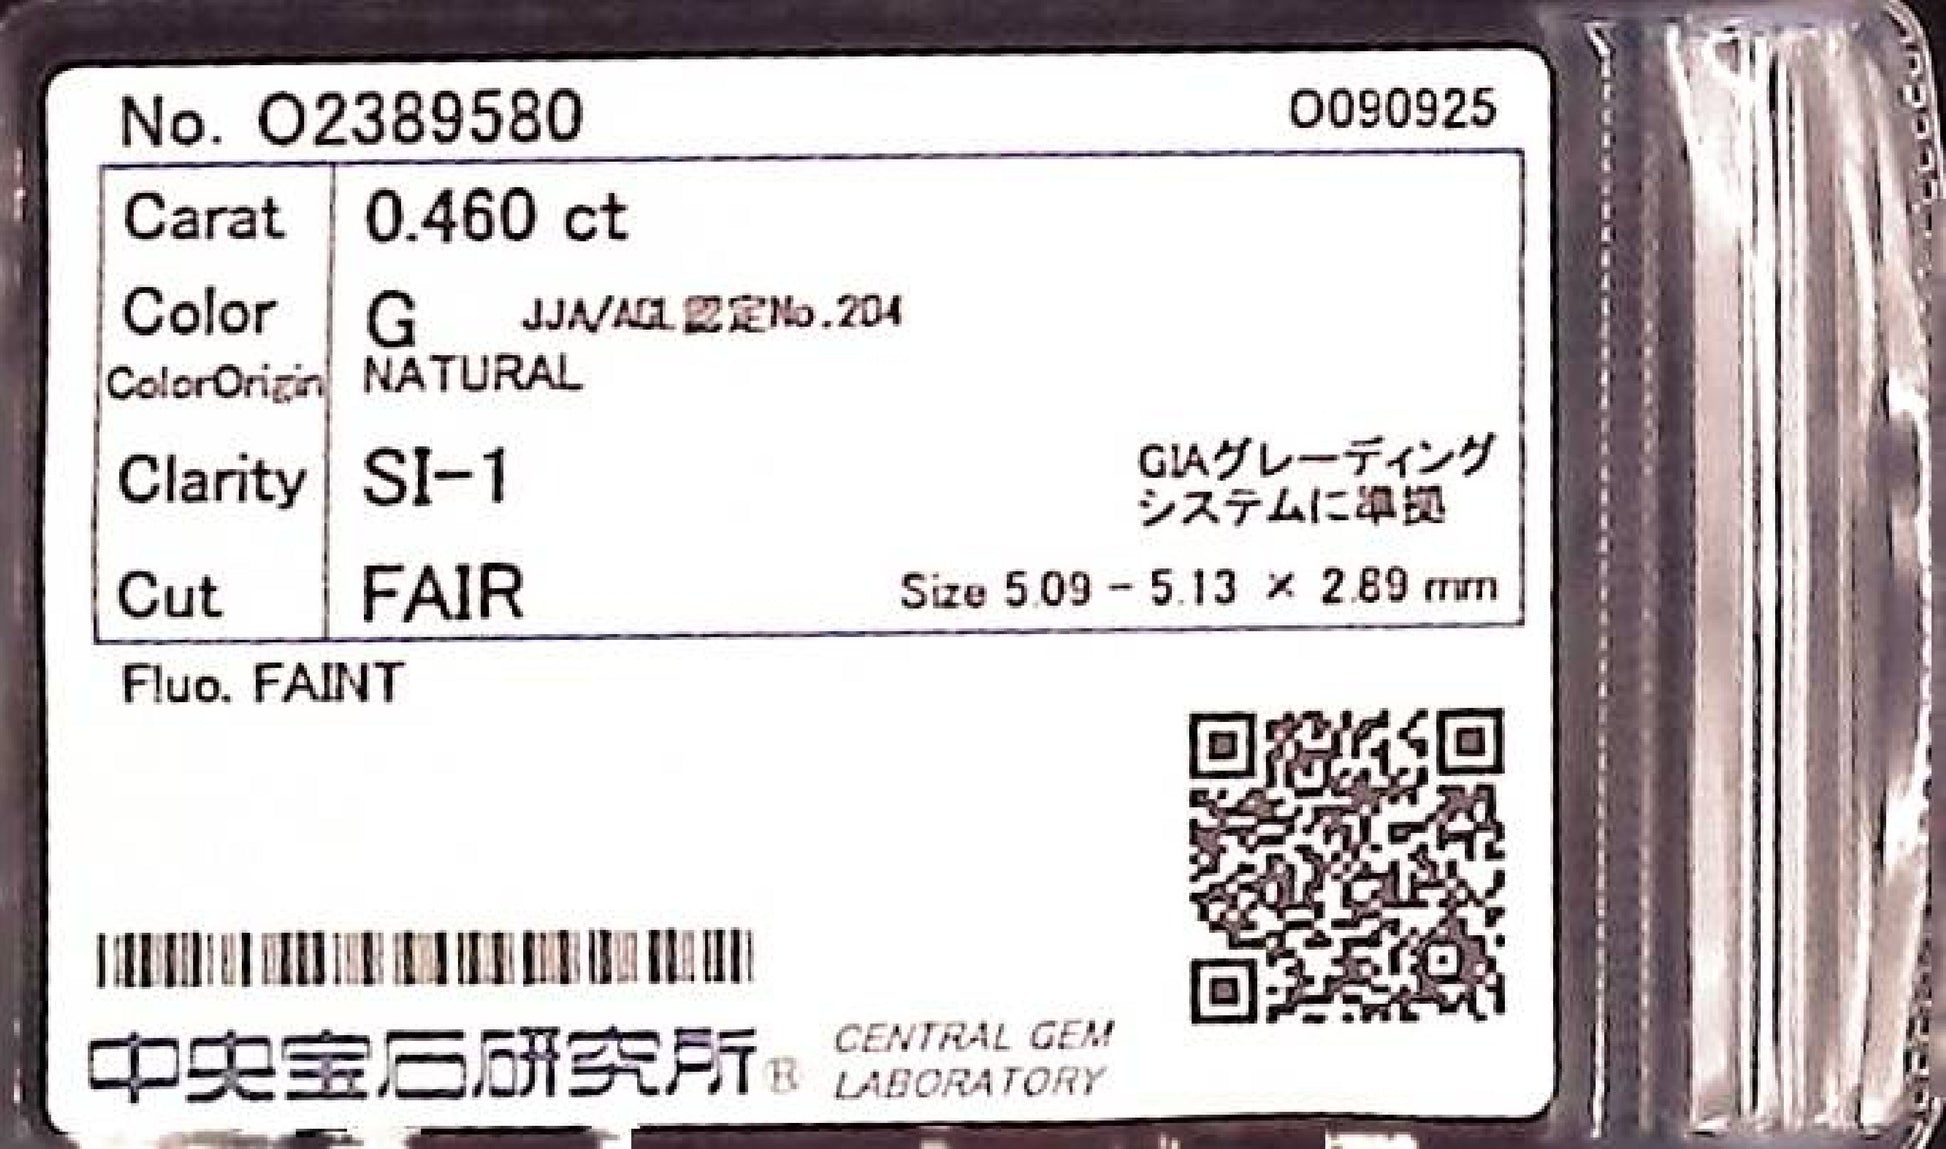 No. O2389580
O090925
Carat 0.460 ct
Color G JJA/AGL認定No.204
ColorOrigin NATURAL
Clarity SI-1
GIAグレーディング
システムに準拠
Cut FAIR Size 5.09 - 5.13 × 2.89 mm
Fluo. FAINT
中央宝石研究所®
CENTRAL GEM
LABORATORY